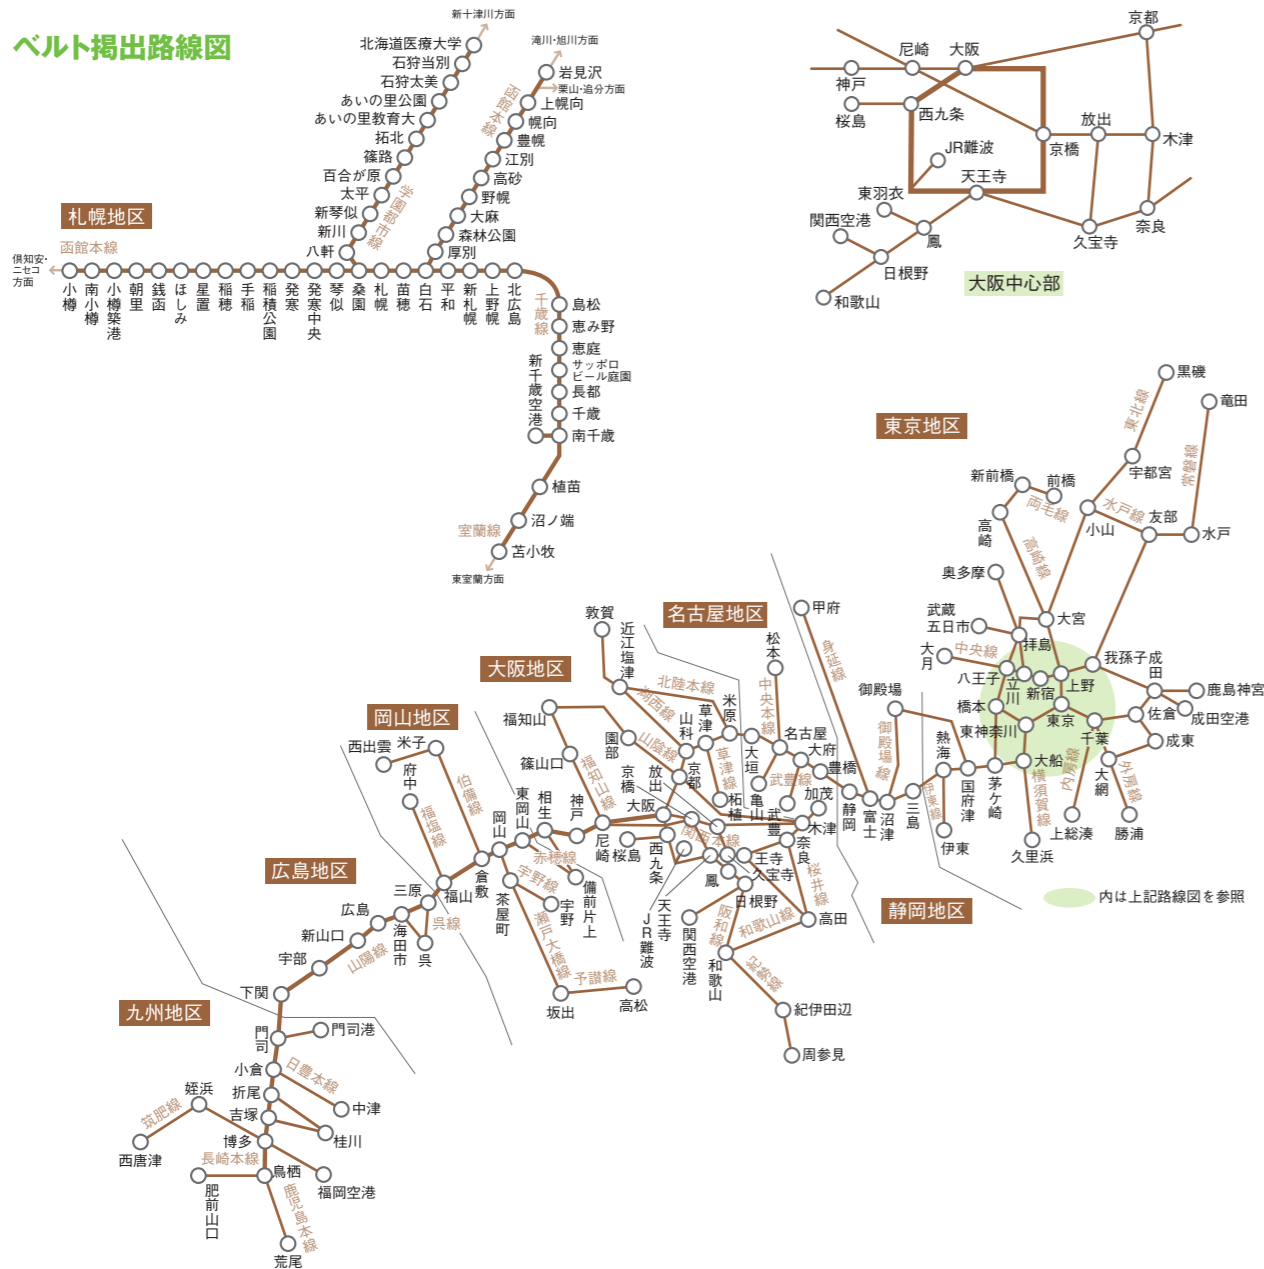 ベルト掲出路線図
新十津川方面
北海道医療大学
石狩当別
石狩太美
あいの里公園
あいの里教育大
拓北
篠路
百合が原
太平
新琴似
新川
八軒
学園都市線
滝川・旭川方面
岩見沢
栗山・追分方面
上幌向
幌向
豊幌
江別
高砂
野幌
大麻
森林公園
厚別
函館本線
札幌地区
函館本線
倶知安・
ニセコ
方面
小樽
南小樽
小樽築港
朝里
銭函
ほしみ
星置
稲穂
手稲
稲積公園
発寒
発寒中央
琴似
桑園
札幌
苗穂
白石
平和
新札幌
上野幌
北広島
千歳線
島松
恵み野
恵庭
サッポロ
ビール庭園
長都
千歳
南千歳
新千歳空港
植苗
沼ノ端
苫小牧
室蘭線
東室蘭方面
京都
尼崎
大阪
神戸
桜島
西九条
放出
木津
京橋
JR難波
天王寺
東羽衣
関西空港
鳳
久宝寺
奈良
日根野
和歌山
大阪中心部
東京地区
黒磯
竜田
東北線
常磐線
宇都宮
新前橋
前橋
両毛線
水戸線
小山
友部
水戸
高崎
高崎線
奥多摩
武蔵
五日市
大宮
拝島
大月
中央線
八王子
立川
新宿
上野
我孫子
成田
鹿島神宮
成田空港
佐倉
成東
橋本
東神奈川
東京
千葉
大網
外房線
勝浦
内房線
上総湊
大船
横須賀線
久里浜
茅ケ崎
国府津
熱海
伊東線
伊東
内は上記路線図を参照
静岡地区
甲府
身延線
御殿場
御殿場線
静岡
富士
沼津
三島
名古屋地区
松本
中央本線
米原
大垣
名古屋
大府
豊橋
武豊線
亀山
武豊
大阪地区
敦賀
近江塩津
北陸本線
湖西線
山科
草津
草津線
柘植
福知山
園部
山陰線
篠山口
福知山線
京橋
放出
京都
加茂
木津
大阪
関西本線
尼崎
桜島
西九条
奈良
王寺
久宝寺
桜井線
鳳
日根野
高田
天王寺
JR難波
関西空港
阪和線
和歌山線
和歌山
紀勢線
紀伊田辺
周参見
岡山地区
西出雲
米子
府中
福塩線
伯備線
岡山
東岡山
相生
神戸
赤穂線
備前片上
倉敷
茶屋町
宇野線
宇野
瀬戸大橋線
予讃線
坂出
高松
広島地区
三原
福山
広島
海田市
呉線
呉
新山口
山陽線
宇部
下関
九州地区
門司
門司港
小倉
日豊本線
中津
折尾
吉塚
桂川
姪浜
筑肥線
西唐津
博多
福岡空港
長崎本線
鳥栖
肥前山口
鹿児島本線
荒尾